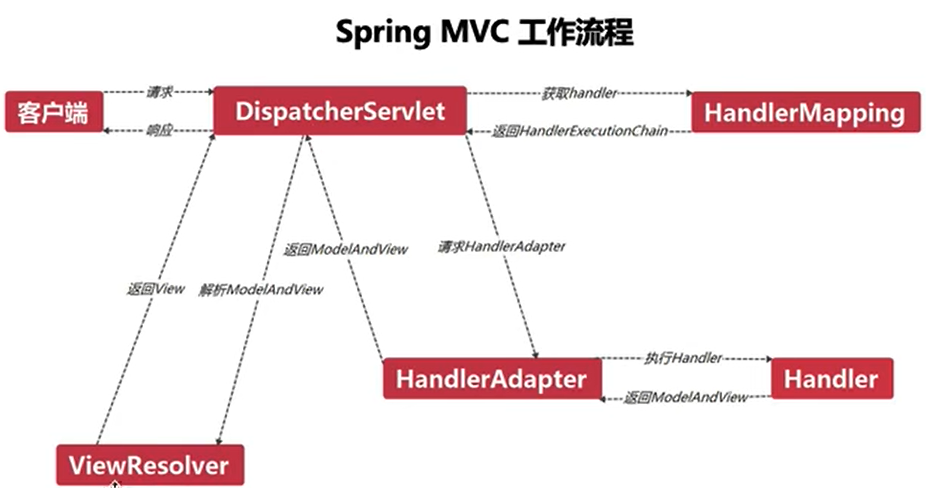 Spring MVC 工作流程
客户端
请求
响应
DispatcherServlet
获取handler
返回HandlerExecutionChain
HandlerMapping
返回ModelAndView
请求HandlerAdapter
返回View
解析ModelAndView
HandlerAdapter
执行Handler
返回ModelAndView
Handler
ViewResolver